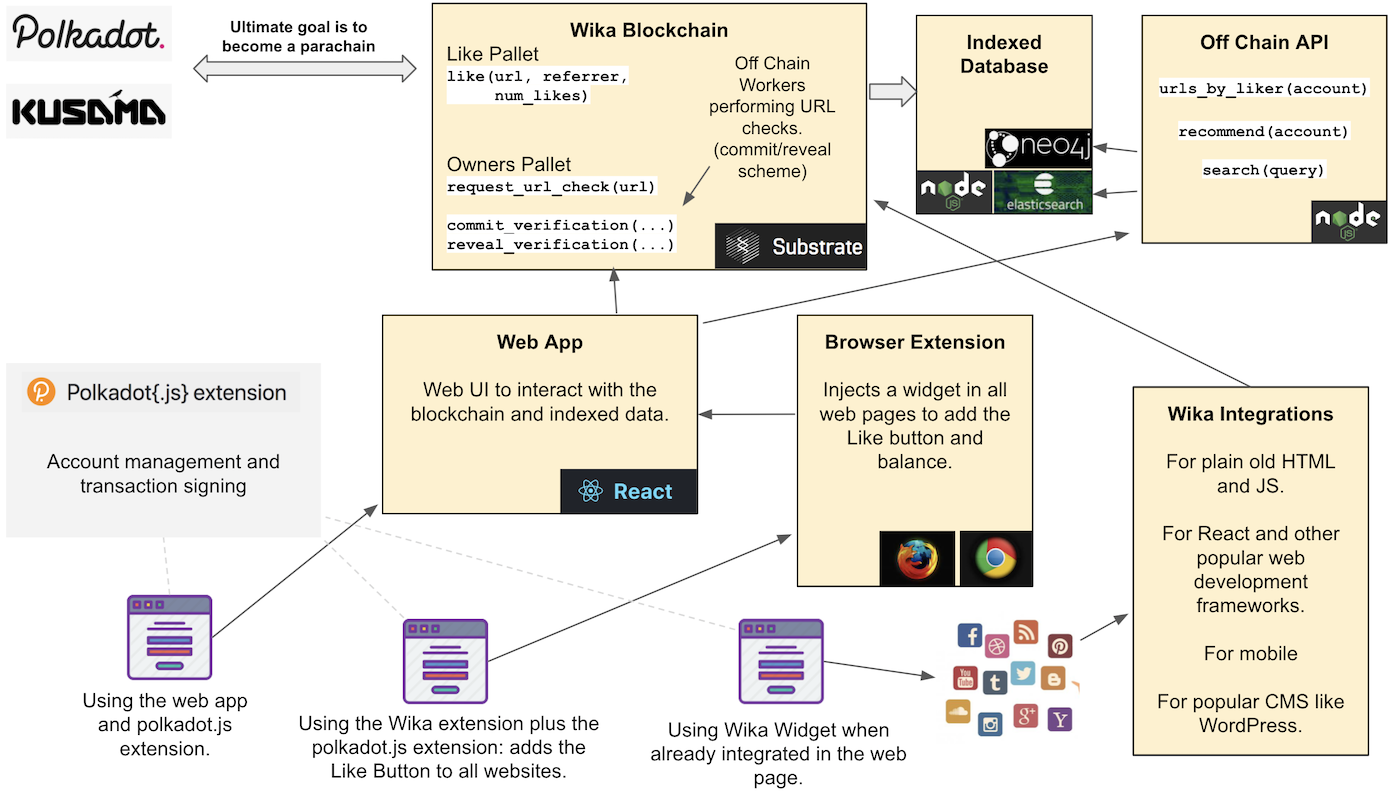 Polkadot.
KUSAMA
Ultimate goal is to
become a parachain
Wika Blockchain
Like Pallet
like(url, referrer,
num_likes)
Off Chain
Workers
performing URL
checks.
(commit/reveal
scheme)
Owners Pallet
request_url_check(url)
commit_verification(...)
reveal_verification(...)
Substrate
Indexed
Database
neo4j
node
JS
elasticsearch
Off Chain API
urls_by_liker(account)
recommend(account)
search(query)
node
JS
Web App
Web UI to interact with the
blockchain and indexed data.
React
Browser Extension
Injects a widget in all
web pages to add the
Like button and
balance.
Wika Integrations
For plain old HTML
and JS.
For React and other
popular web
development
frameworks.
For mobile
For popular CMS like
WordPress.
Polkadot{.js} extension
Account management and
transaction signing
Using the web app
and polkadot.js
extension.
Using the Wika extension plus the
polkadot.js extension: adds the
Like Button to all websites.
Using Wika Widget when
already integrated in the web
page.
You
Tube